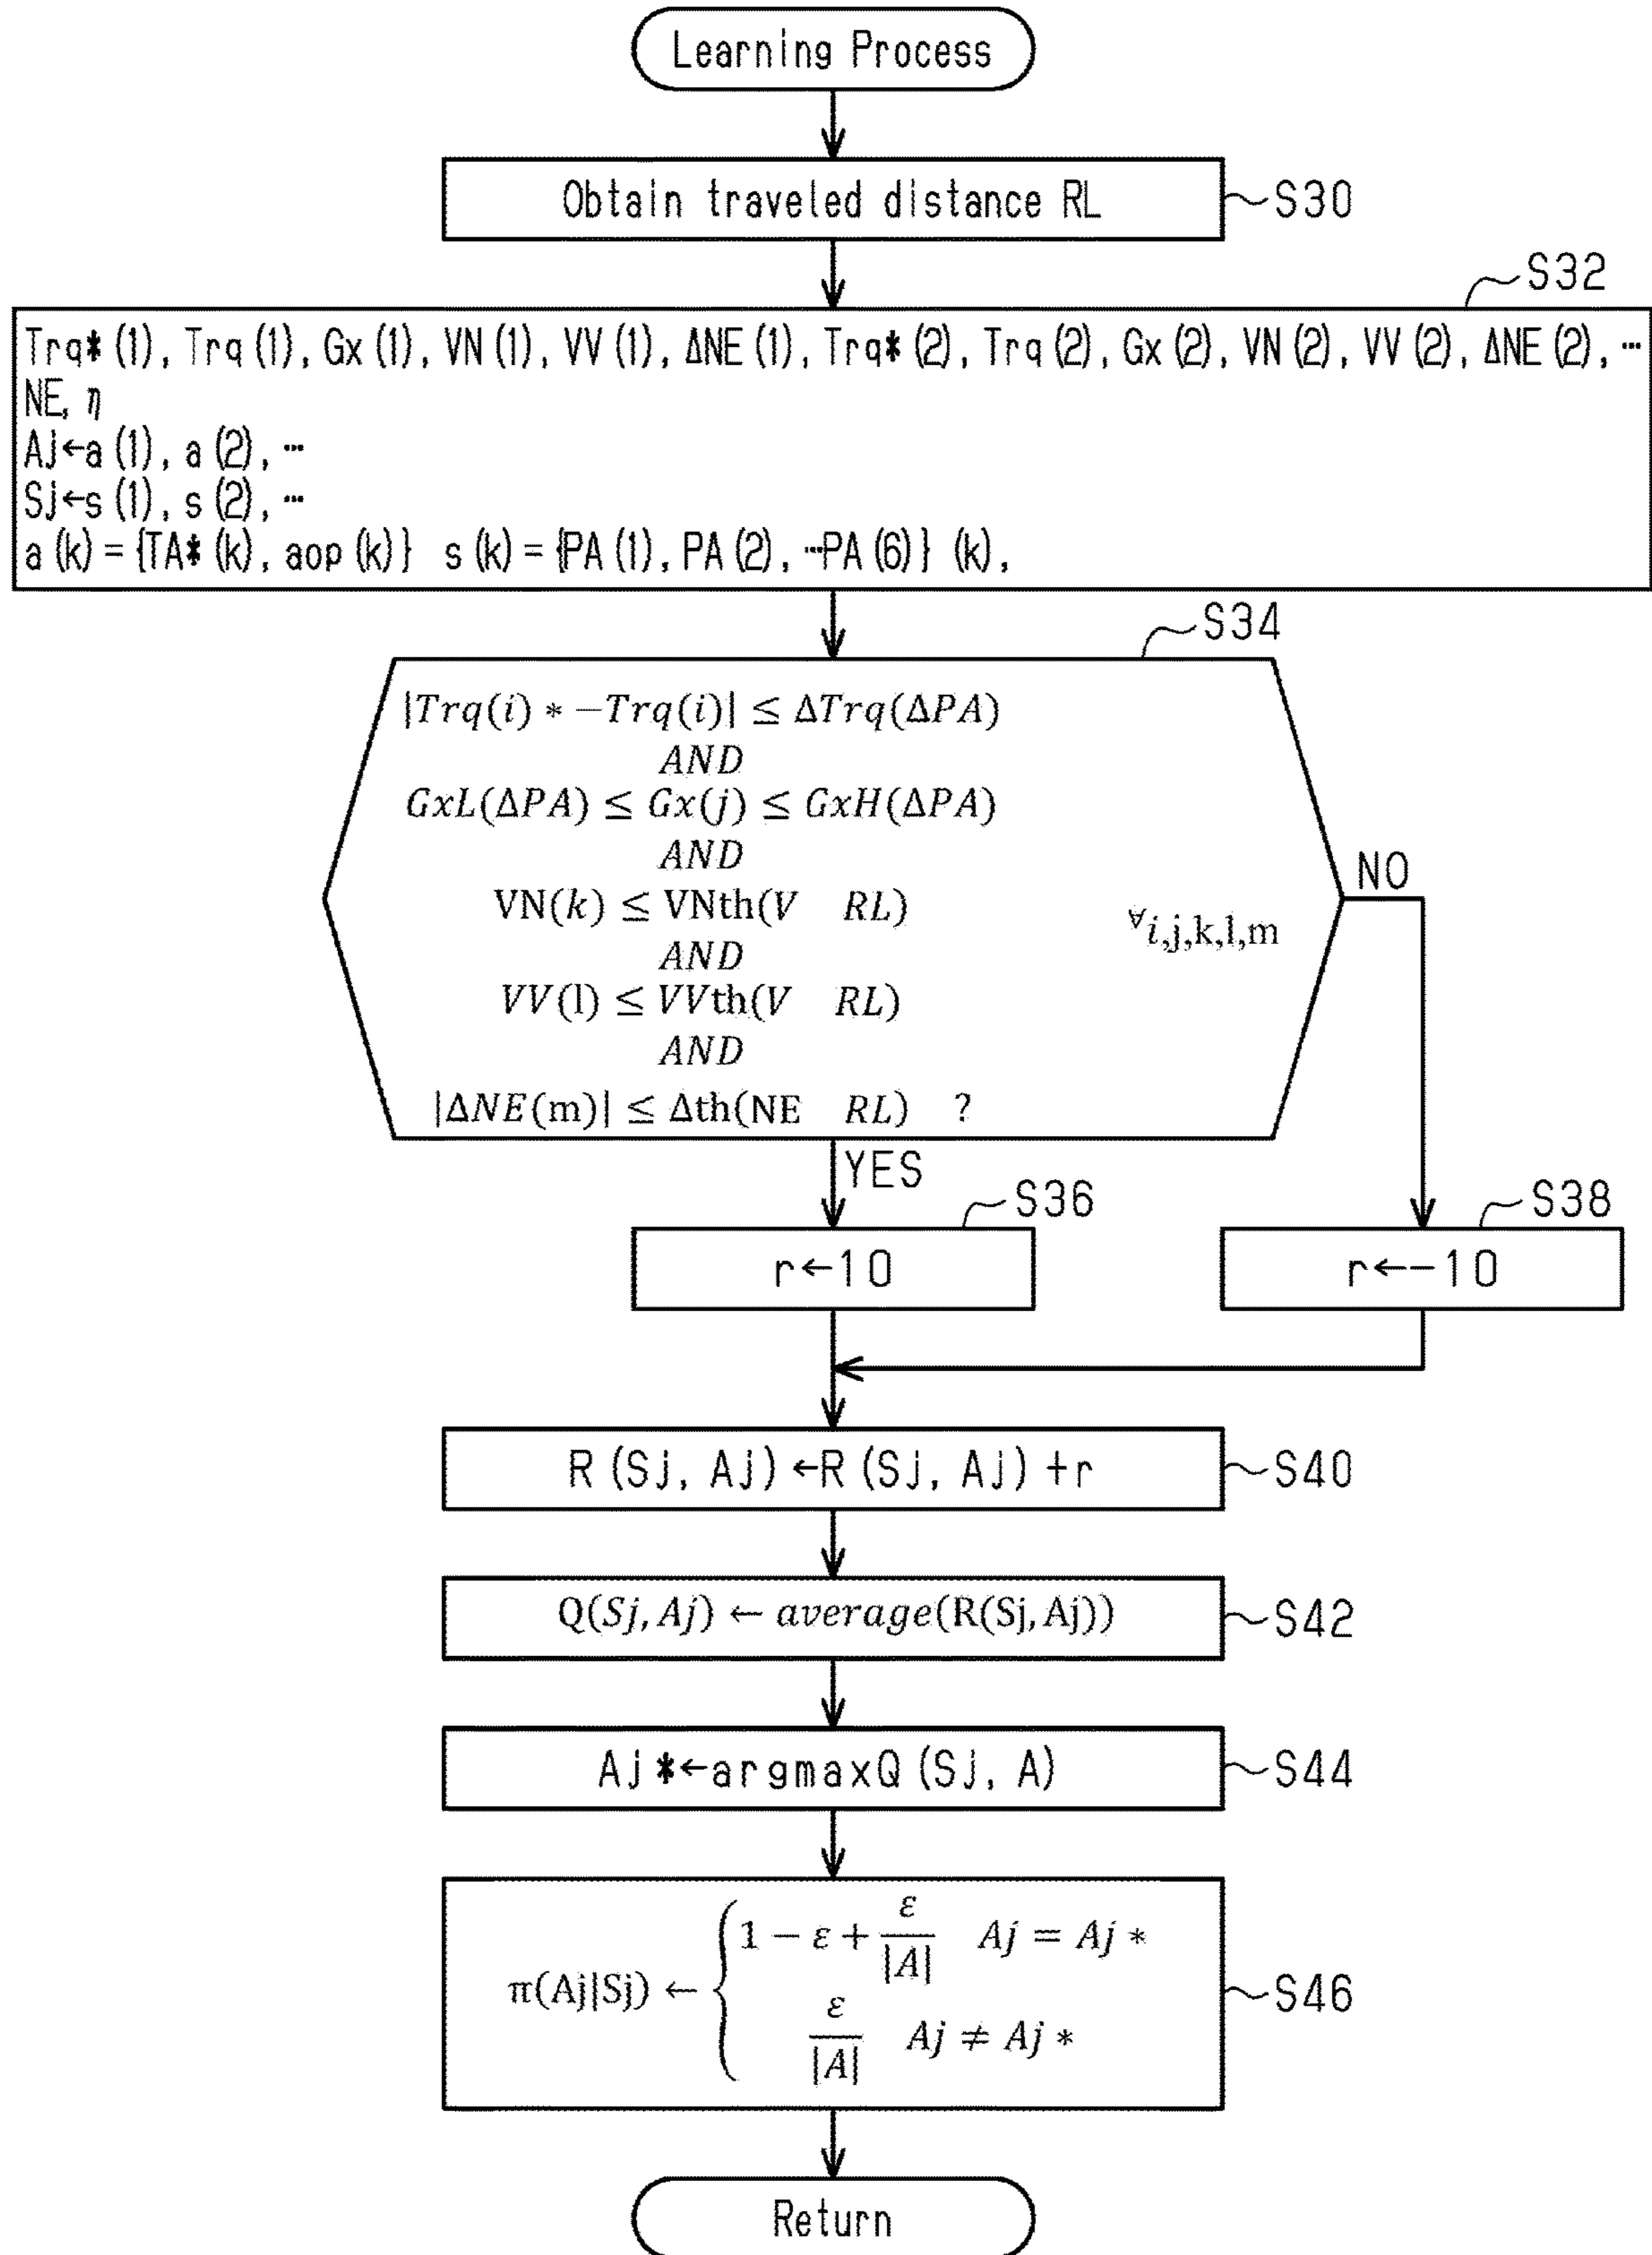 Learning Process
Obtain traveled distance RL
S30
S32
Trq*(1), Trq(1), Gx(1), VN(1), VV(1), ΔNE(1), Trq*(2), Trq(2), Gx(2), VN(2), VV(2), ΔNE(2), …
NE, η
Aj←a(1), a(2), …
Sj←s(1), s(2), …
a(k)={TA*(k), aop(k)} s(k)={PA(1), PA(2), …PA(6)}(k),
S34
|Trq(i)*−Trq(i)| ≤ ΔTrq(ΔPA)
AND
GxL(ΔPA) ≤ Gx(j) ≤ GxH(ΔPA)
AND
VN(k) ≤ VNth(V RL)
∀i,j,k,l,m
AND
VV(l) ≤ VVth(V RL)
AND
|ΔNE(m)| ≤ Δth(NE RL) ?
NO
YES
S36
r←10
S38
r←−10
R(Sj, Aj)←R(Sj, Aj)+r
S40
Q(Sj, Aj) ← average(R(Sj, Aj))
S42
Aj*←argmaxQ(Sj, A)
S44
π(Aj|Sj) ← { 1 − ε + ε/|A| Aj = Aj*
ε/|A| Aj ≠ Aj*
S46
Return